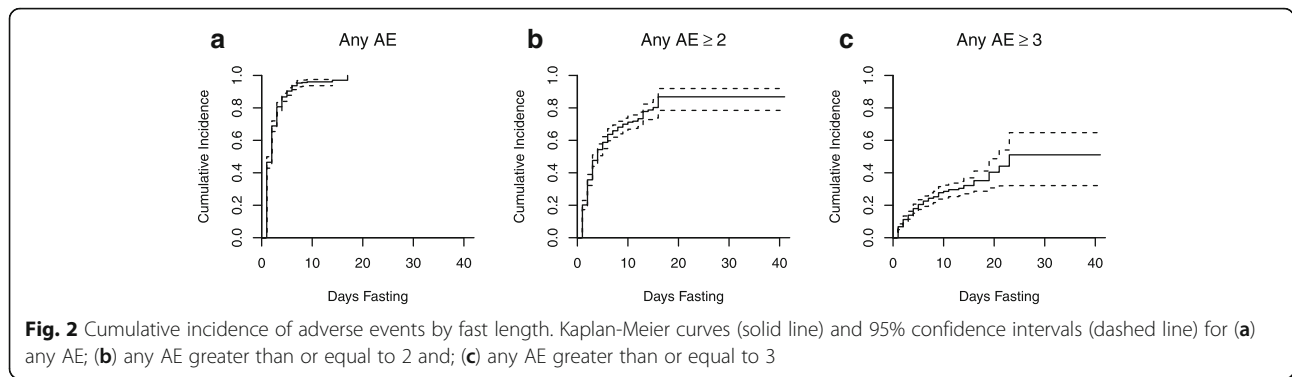 a Any AE
b Any AE ≥ 2
c Any AE ≥ 3
Cumulative Incidence
0.0 0.2 0.4 0.6 0.8 1.0
0 10 20 30 40
Days Fasting
Cumulative Incidence
0.0 0.2 0.4 0.6 0.8 1.0
0 10 20 30 40
Days Fasting
Cumulative Incidence
0.0 0.2 0.4 0.6 0.8 1.0
0 10 20 30 40
Days Fasting
Fig. 2 Cumulative incidence of adverse events by fast length. Kaplan-Meier curves (solid line) and 95% confidence intervals (dashed line) for (a)
any AE; (b) any AE greater than or equal to 2 and; (c) any AE greater than or equal to 3